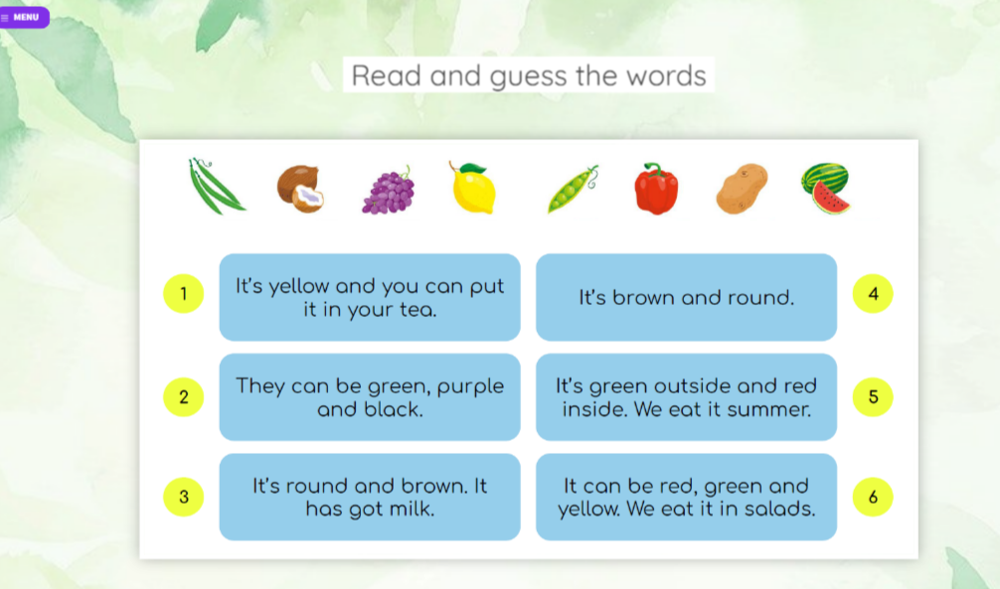 MENU
Read and guess the words
1
It's yellow and you can put
it in your tea.
It's brown and round.
4
2
They can be green, purple
and black.
It's green outside and red
inside. We eat it summer.
5
3
It's round and brown. It
has got milk.
It can be red, green and
yellow. We eat it in salads.
6